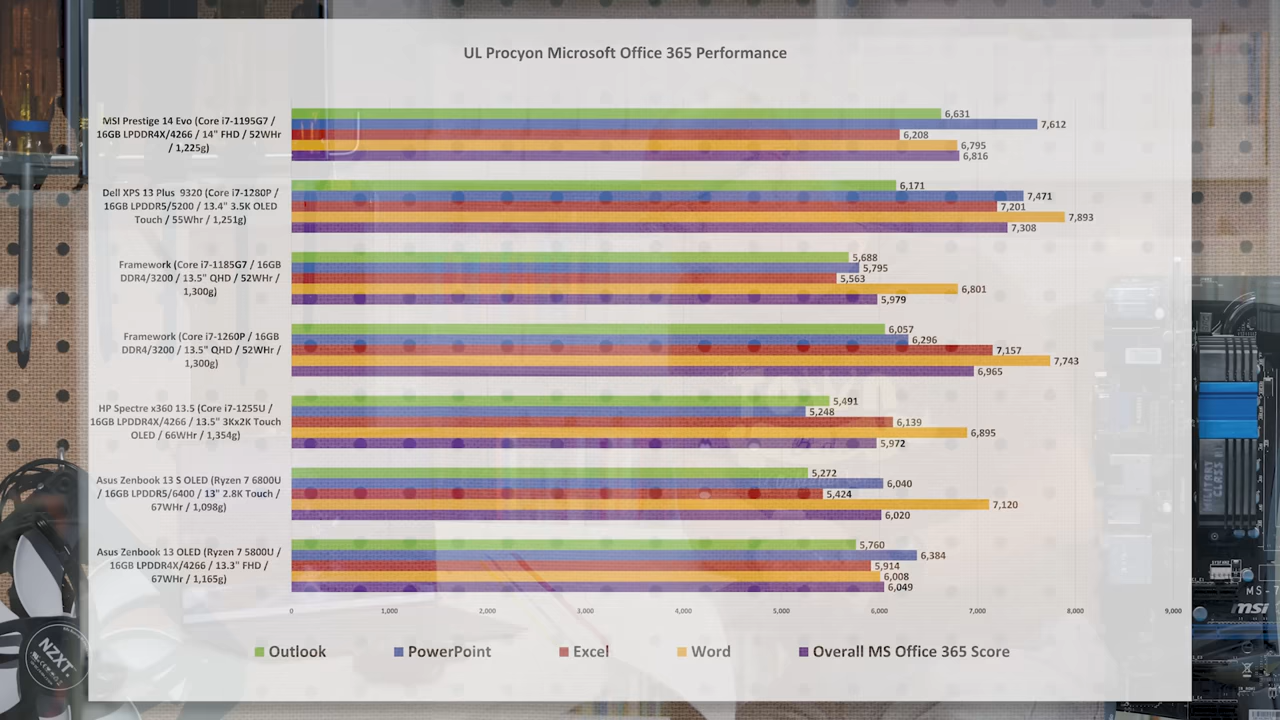 UL Procyon Microsoft Office 365 Performance
MSI Prestige 14 Evo (Core i7-1195G7 /
16GB LPDDR4X/4266 / 14" FHD / 52WHr
/ 1,225g)
6,631
7,612
6,208
6,795
6,816
Dell XPS 13 Plus 9320 (Core i7-1280P /
16GB LPDDR5/5200 / 13.4" 3.5K OLED
Touch / 55Whr / 1,251g)
6,171
7,471
7,201
7,893
7,308
Framework (Core i7-1185G7 / 16GB
DDR4/3200 / 13.5" QHD / 52WHr /
1,300g)
5,688
5,795
5,563
6,801
5,979
Framework (Core i7-1260P / 16GB
DDR4/3200 / 13.5" QHD / 52WHr /
1,300g)
6,057
6,296
7,157
7,743
6,965
HP Spectre x360 13.5 (Core i7-1255U /
16GB LPDDR4X/4266 / 13.5" 3Kx2K Touch
OLED / 66WHr / 1,354g)
5,491
5,248
6,139
6,895
5,972
Asus Zenbook 13 S OLED (Ryzen 7 6800U
/ 16GB LPDDR5/6400 / 13" 2.8K Touch /
67WHr / 1,098g)
5,272
6,040
5,424
7,120
6,020
Asus Zenbook 13 OLED (Ryzen 7 5800U /
16GB LPDDR4X/4266 / 13.3" FHD /
67WHr / 1,165g)
5,760
6,384
5,914
6,008
6,049
0 1,000 2,000 3,000 4,000 5,000 6,000 7,000 8,000 9,000
Outlook PowerPoint Excel Word Overall MS Office 365 Score
NZXT
MILITARY
CLASS
MS-7
msi